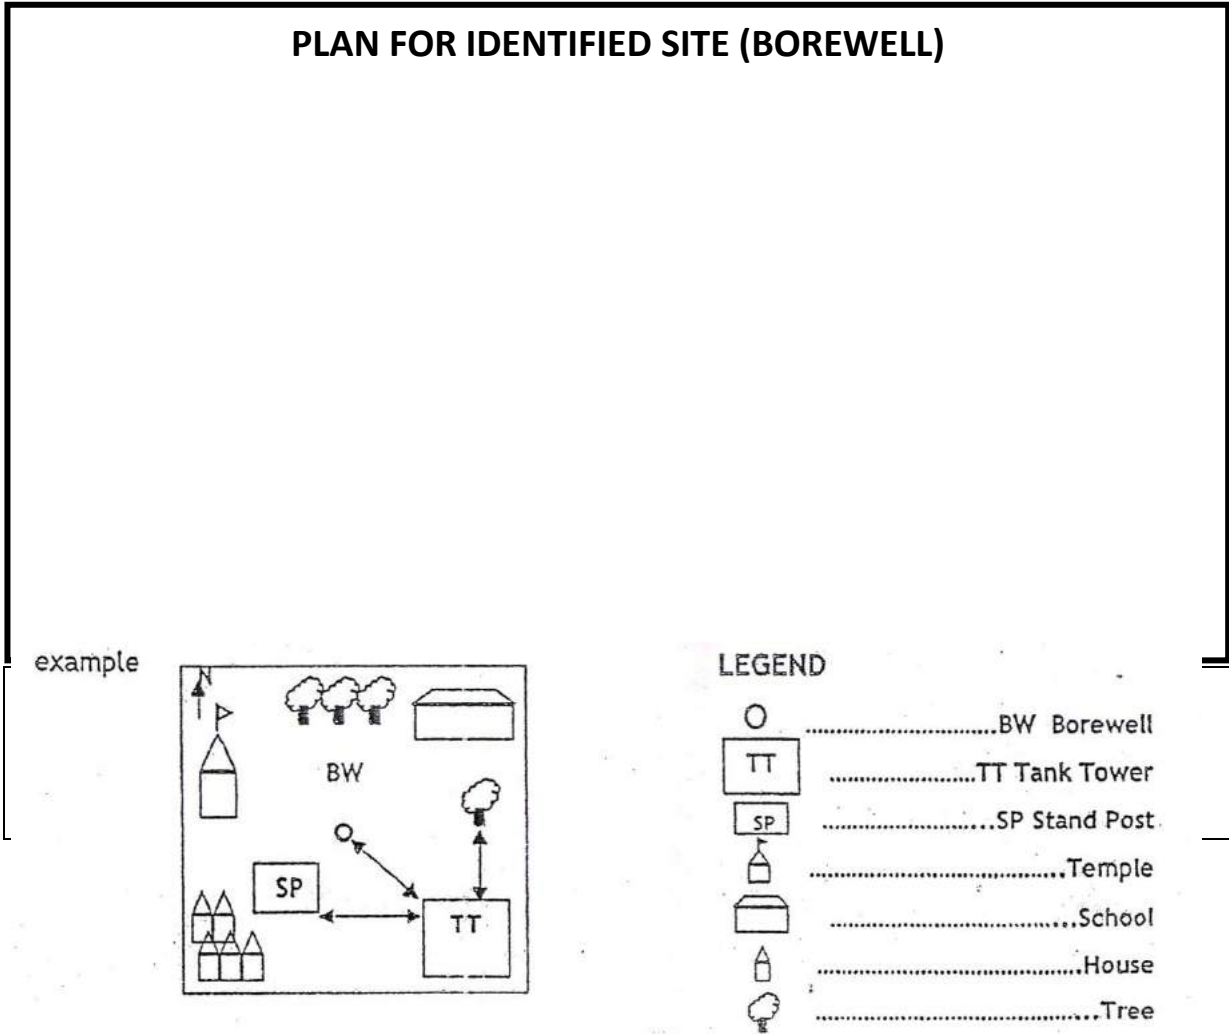 PLAN FOR IDENTIFIED SITE (BOREWELL)
example
N
BW
SP
TT
LEGEND
..............................BW Borewell
TT
.......................TT Tank Tower
SP
...........................SP Stand Post
........................................Temple
..........................................School
..........................................House
.............................................Tree